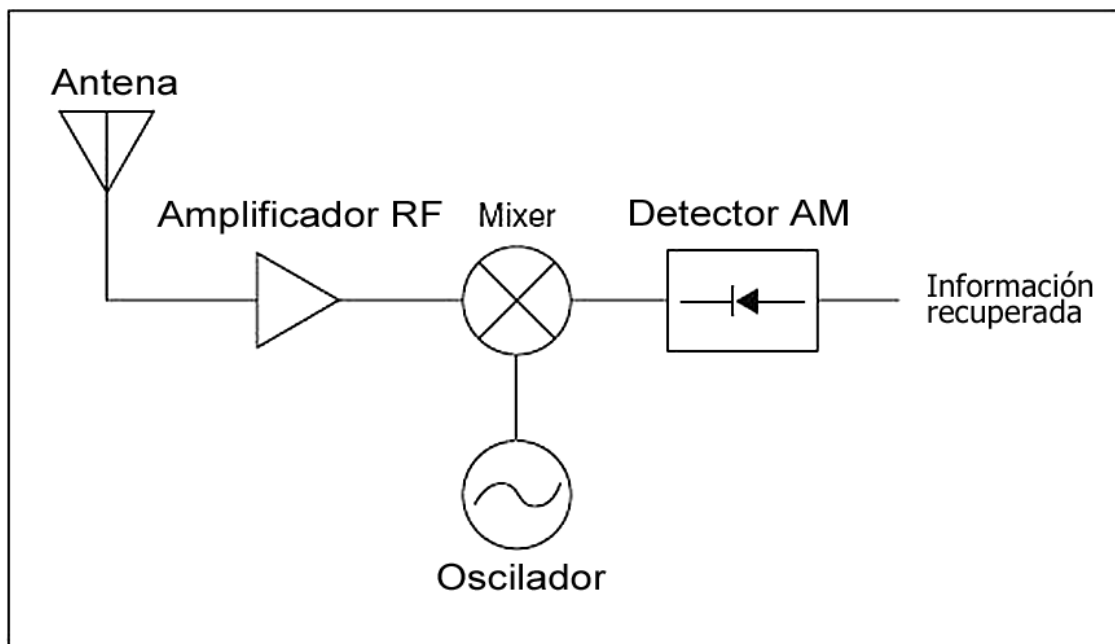 Antena
Amplificador RF
Mixer
Detector AM
Información
recuperada
Oscilador